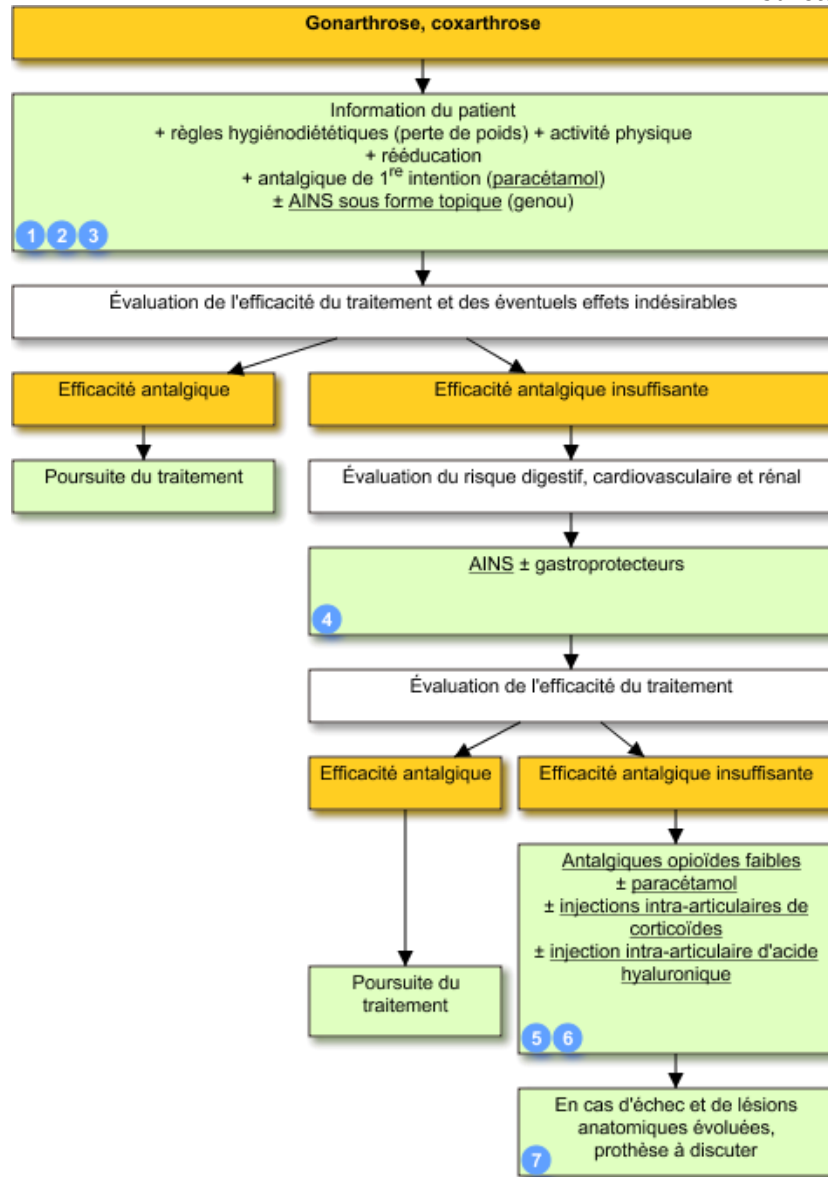 Gonarthrose, coxarthrose
Information du patient
+ règles hygiénodiététiques (perte de poids) + activité physique
+ rééducation
+ antalgique de 1re intention (paracétamol)
± AINS sous forme topique (genou)
1 2 3
Évaluation de l'efficacité du traitement et des éventuels effets indésirables
Efficacité antalgique
Efficacité antalgique insuffisante
Poursuite du traitement
Évaluation du risque digestif, cardiovasculaire et rénal
AINS ± gastroprotecteurs
4
Évaluation de l'efficacité du traitement
Efficacité antalgique
Efficacité antalgique insuffisante
Antalgiques opioïdes faibles
± paracétamol
± injections intra-articulaires de
corticoïdes
± injection intra-articulaire d'acide
hyaluronique
5 6
Poursuite du
traitement
En cas d'échec et de lésions
anatomiques évoluées,
prothèse à discuter
7